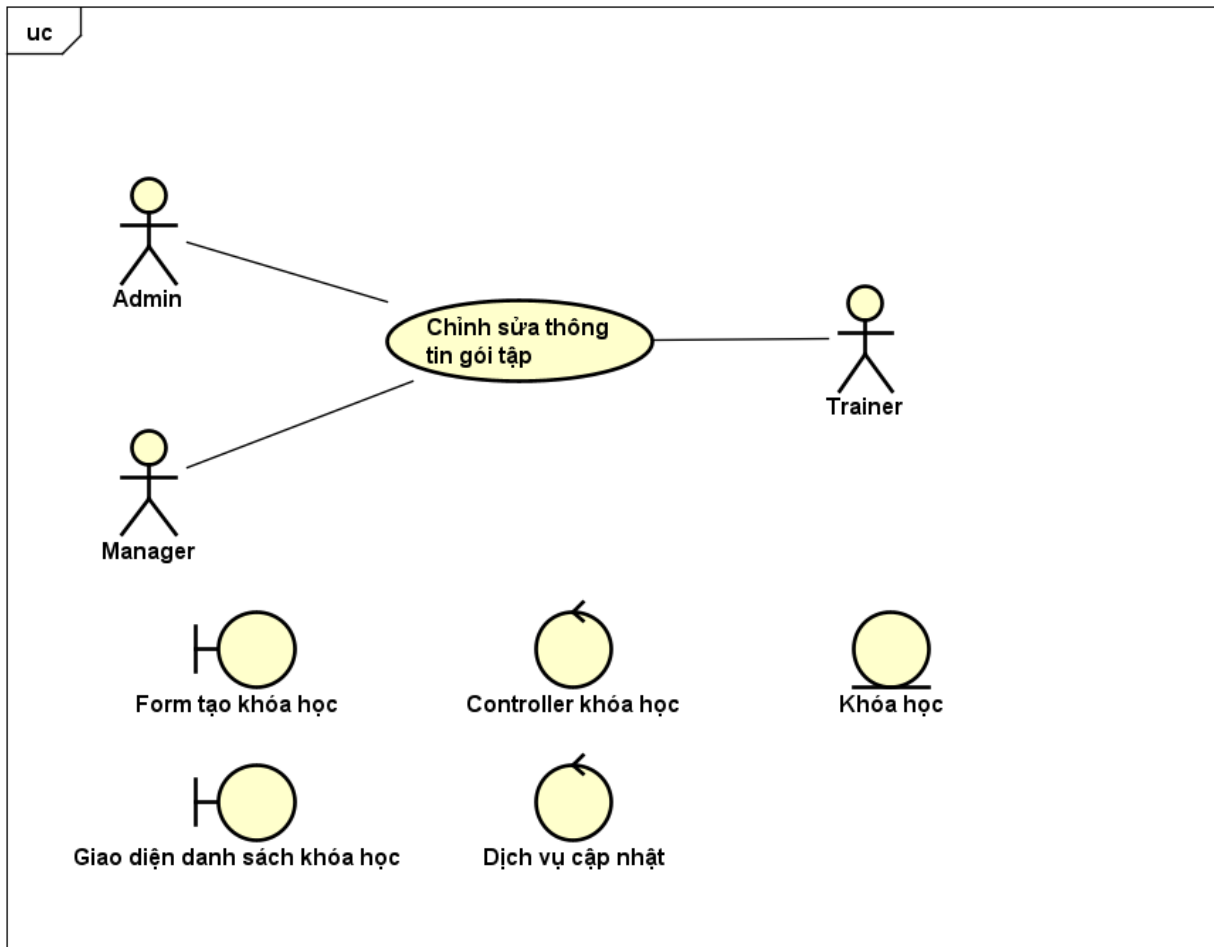 uc
Admin
Chỉnh sửa thông
tin gói tập
Trainer
Manager
Form tạo khóa học
Controller khóa học
Khóa học
Giao diện danh sách khóa học
Dịch vụ cập nhật